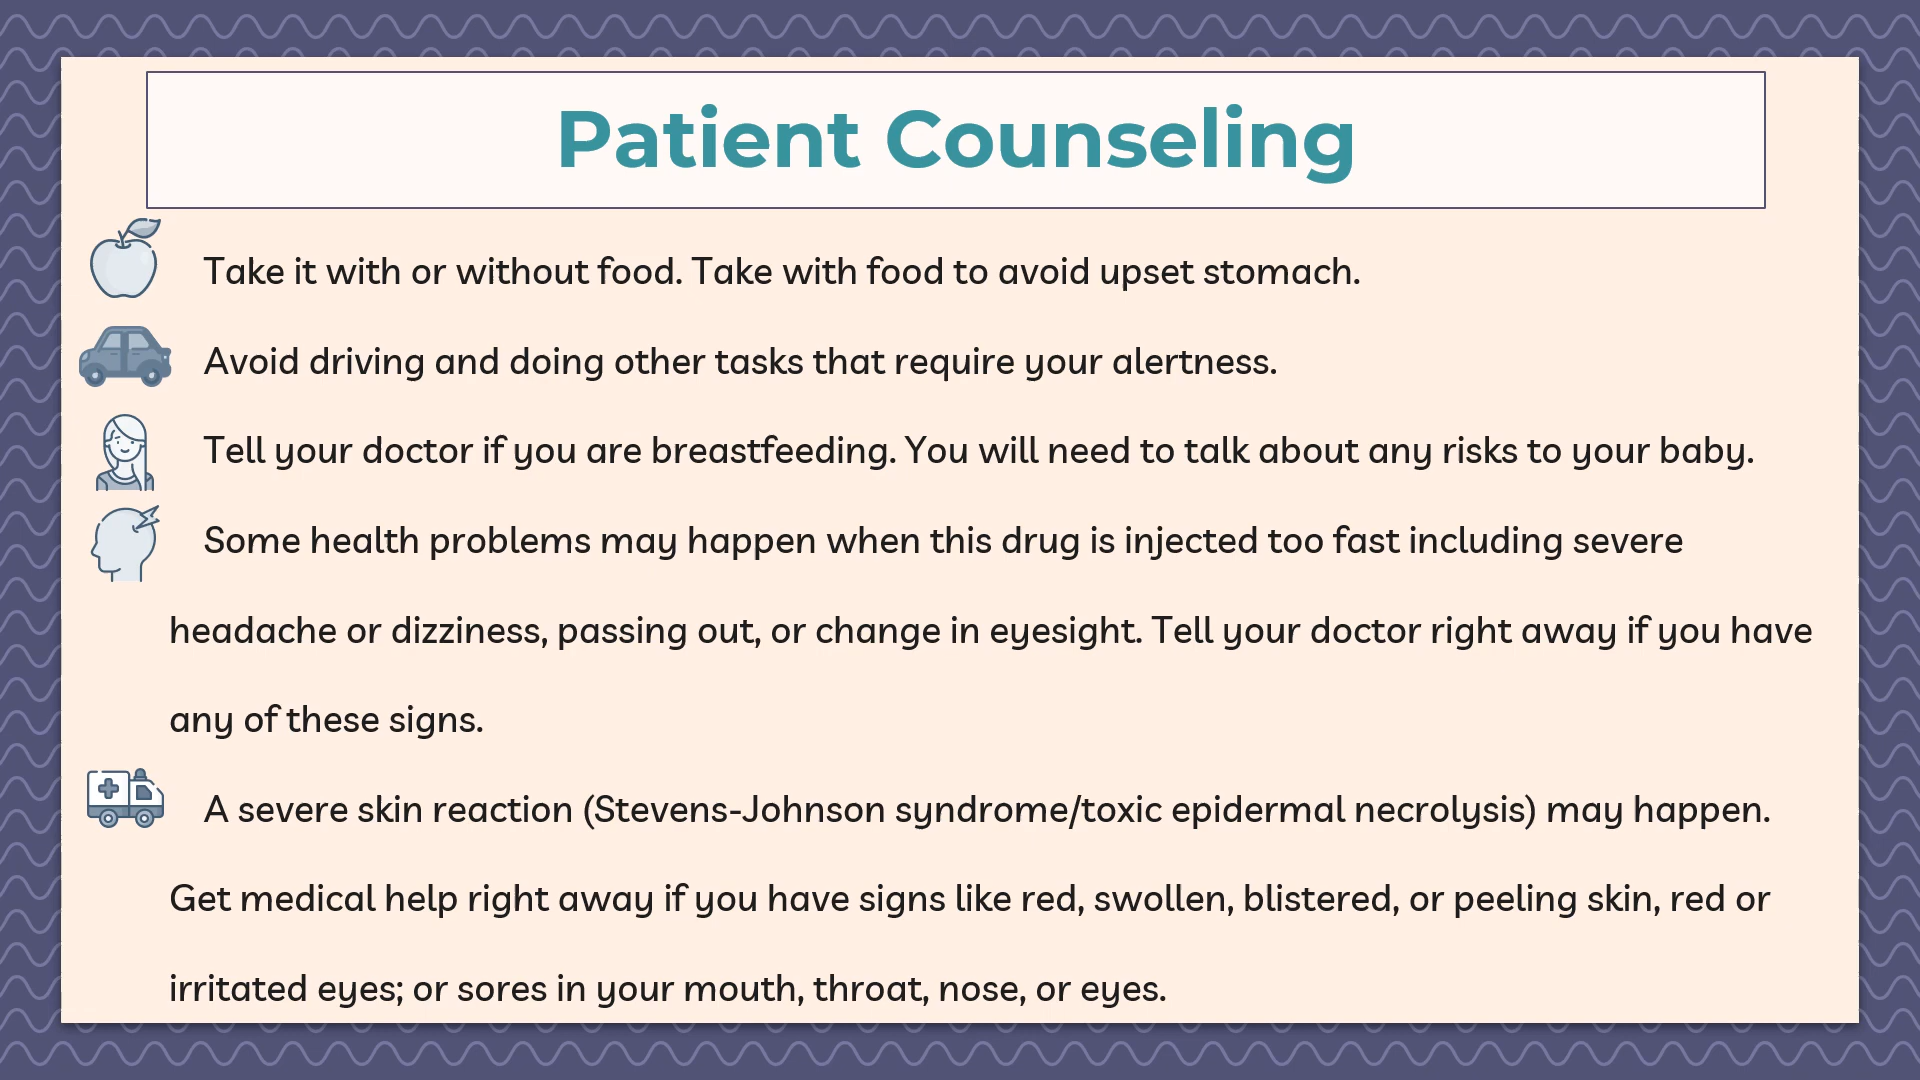 Patient Counseling
Take it with or without food. Take with food to avoid upset stomach.
Avoid driving and doing other tasks that require your alertness.
Tell your doctor if you are breastfeeding. You will need to talk about any risks to your baby.
Some health problems may happen when this drug is injected too fast including severe
headache or dizziness, passing out, or change in eyesight. Tell your doctor right away if you have
any of these signs.
A severe skin reaction (Stevens-Johnson syndrome/toxic epidermal necrolysis) may happen.
Get medical help right away if you have signs like red, swollen, blistered, or peeling skin, red or
irritated eyes; or sores in your mouth, throat, nose, or eyes.